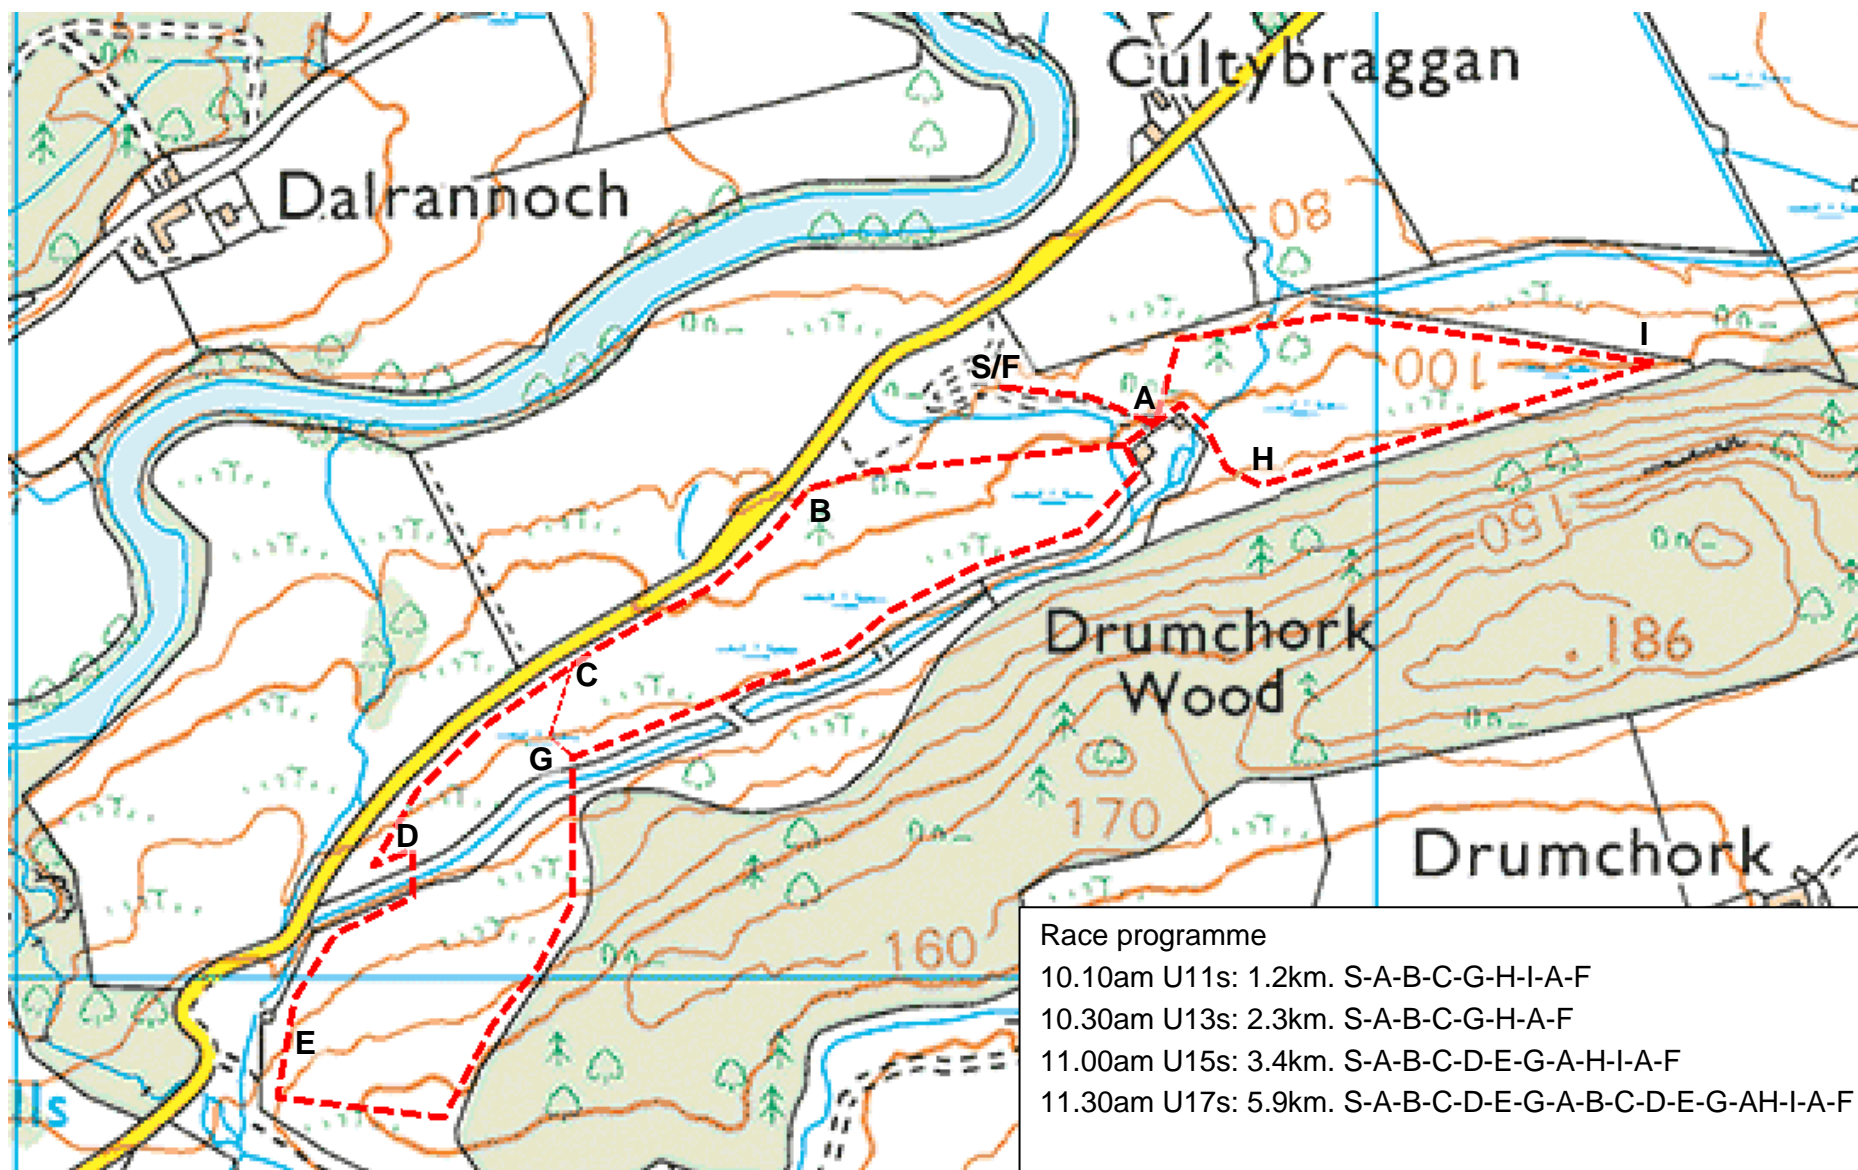 Cultybraggan
Dalrannoch
80
S/F
I
100
A
H
B
150
Drumchork
Wood
186
C
G
170
D
Drumchork
160
E
lls
Race programme
10.10am U11s: 1.2km. S-A-B-C-G-H-I-A-F
10.30am U13s: 2.3km. S-A-B-C-G-H-A-F
11.00am U15s: 3.4km. S-A-B-C-D-E-G-A-H-I-A-F
11.30am U17s: 5.9km. S-A-B-C-D-E-G-A-B-C-D-E-G-AH-I-A-F